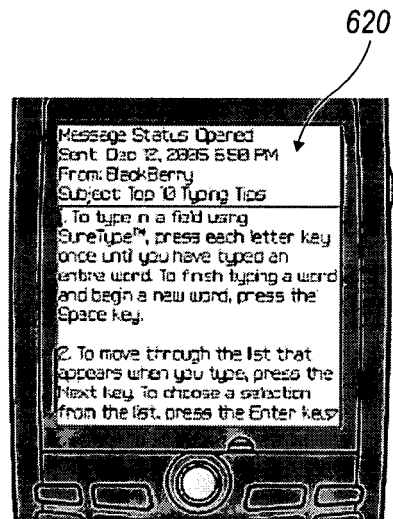 620
Message Status Opened
Sent: Dec 12, 2005 6:50 PM
From: BlackBerry
Subject: Top 10 Typing Tips
1. To type in a field using
SureType™, press each letter key
once until you have typed an
entire word. To finish typing a word
and begin a new word, press the
Space key.
2. To move through the list that
appears when you type, press the
Next key. To choose a selection
from the list, press the Enter key